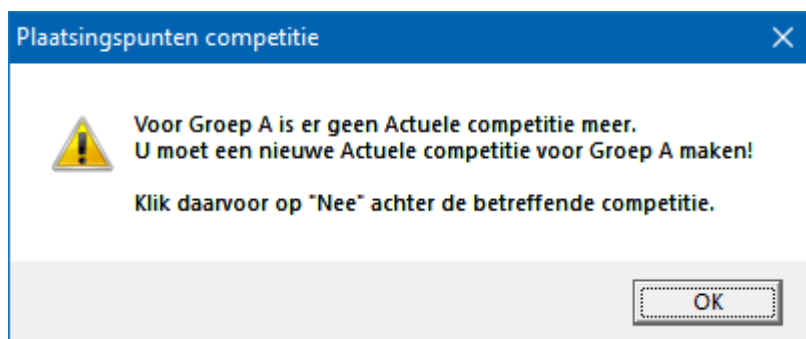 Plaatsingspunten competitie
Voor Groep A is er geen Actuele competitie meer.
U moet een nieuwe Actuele competitie voor Groep A maken!
Klik daarvoor op "Nee" achter de betreffende competitie.
OK